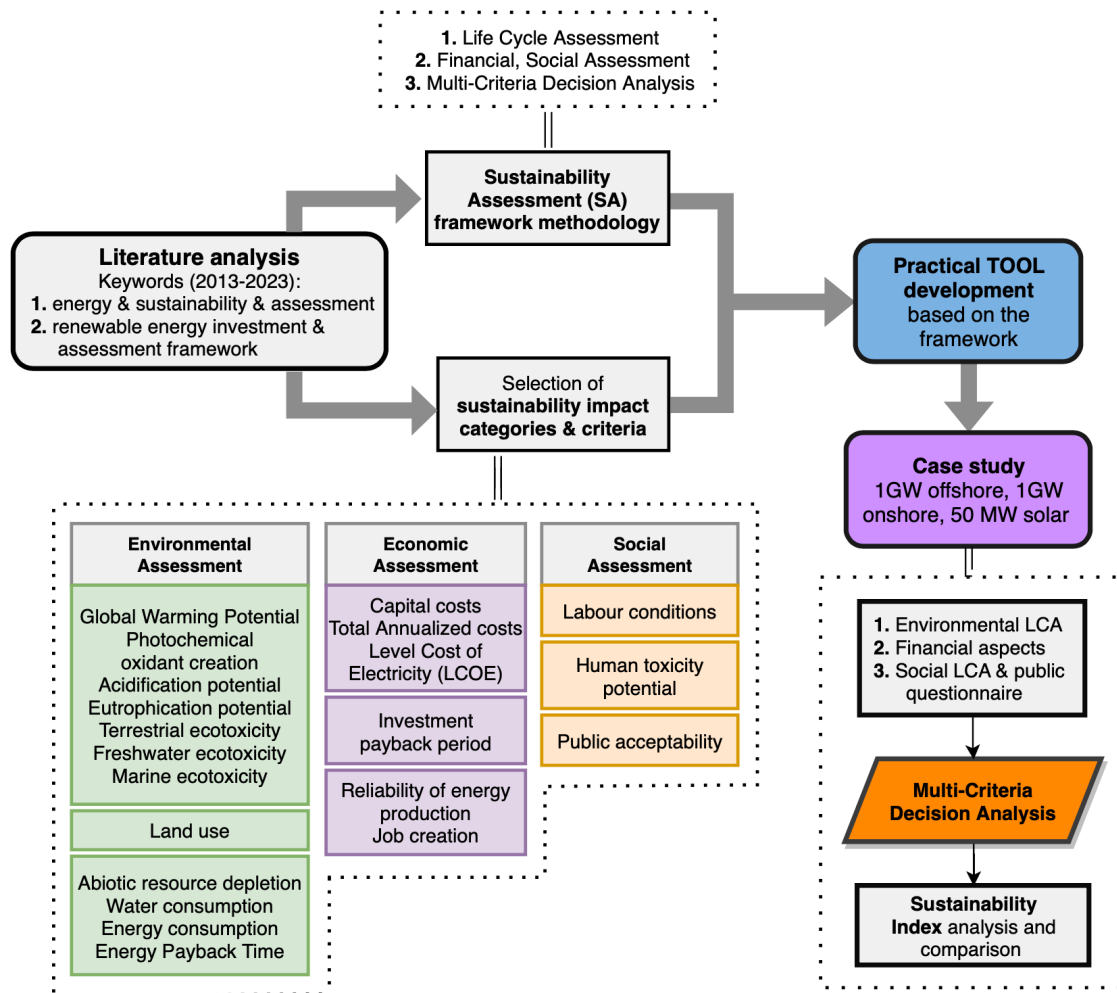 1. Life Cycle Assessment
2. Financial, Social Assessment
3. Multi-Criteria Decision Analysis
Sustainability
Assessment (SA)
framework methodology
Literature analysis
Keywords (2013-2023):
1. energy & sustainability & assessment
2. renewable energy investment &
assessment framework
Selection of
sustainability impact
categories & criteria
Practical TOOL
development
based on the
framework
Case study
1GW offshore, 1GW
onshore, 50 MW solar
Environmental
Assessment
Global Warming Potential
Photochemical
oxidant creation
Acidification potential
Eutrophication potential
Terrestrial ecotoxicity
Freshwater ecotoxicity
Marine ecotoxicity
Land use
Abiotic resource depletion
Water consumption
Energy consumption
Energy Payback Time
Economic
Assessment
Capital costs
Total Annualized costs
Level Cost of
Electricity (LCOE)
Investment
payback period
Reliability of energy
production
Job creation
Social
Assessment
Labour conditions
Human toxicity
potential
Public acceptability
1. Environmental LCA
2. Financial aspects
3. Social LCA & public
questionnaire
Multi-Criteria
Decision Analysis
Sustainability
Index analysis and
comparison